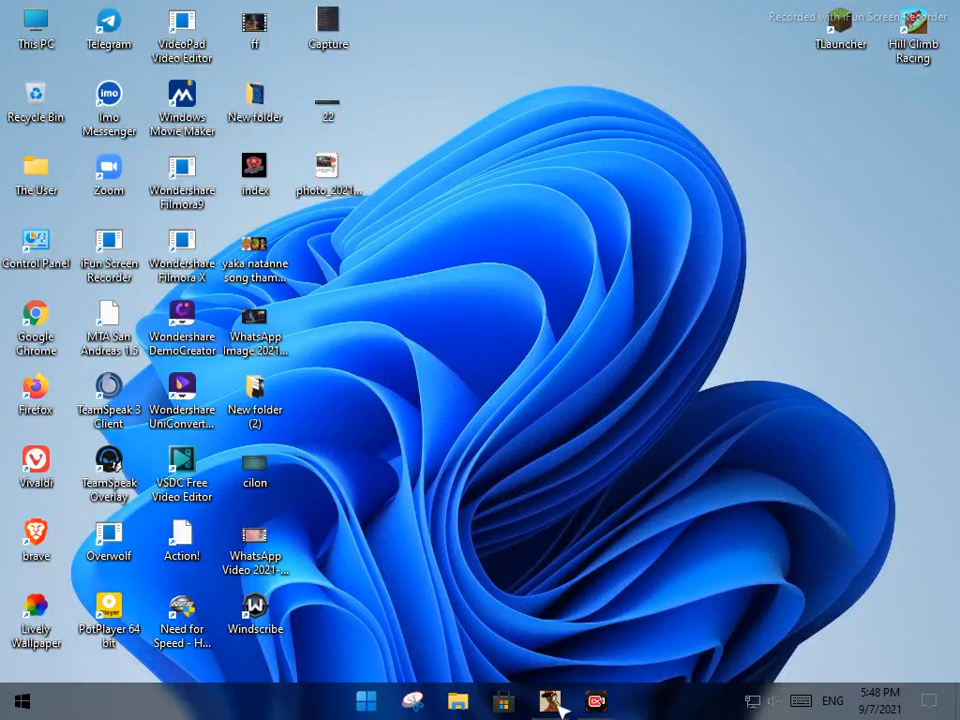 Recorded with iFun Screen Recorder
This PC
Telegram
VideoPad
Video Editor
ff
Capture
TLauncher
Hill Climb
Racing
Recycle Bin
imo
Imo
Messenger
Windows
Movie Maker
New folder
22
The User
Zoom
Wondershare
Filmora9
index
photo_2021...
Control Panel
iFun Screen
Recorder
Wondershare
Filmora X
yaka natanne
song tham...
Google
Chrome
MTA San
Andreas 1.5
Wondershare
DemoCreator
WhatsApp
Image 2021...
Firefox
TeamSpeak 3
Client
Wondershare
UniConvert...
New folder
(2)
Vivaldi
TeamSpeak
Overlay
VSDC Free
Video Editor
cilon
brave
Overwolf
Action!
WhatsApp
Video 2021-...
Lively
Wallpaper
Player
PotPlayer 64
bit
Need for
Speed - H...
Windscribe
ENG
5:48 PM
9/7/2021